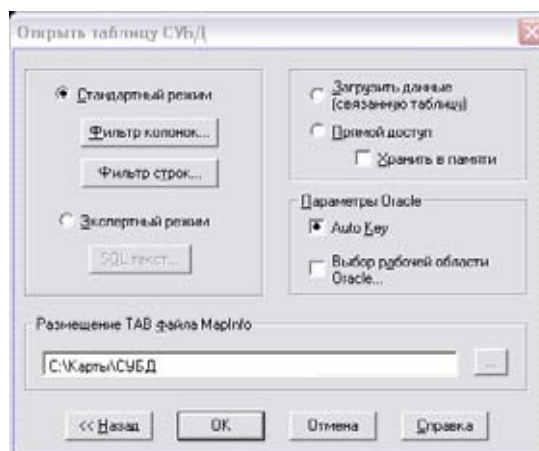 Открыть таблицу СУБД
Стандартный режим
Фильтр колонок...
Фильтр строк...
Экспертный режим
SQL текст...
Загрузить данные
(связанную таблицу)
Прямой доступ
Хранить в памяти
Параметры Oracle
Auto Key
Выбор рабочей области
Oracle...
Размещение TAB файла MapInfo
C:\Карты\СУБД
...
<< Назад
OK
Отмена
Справка